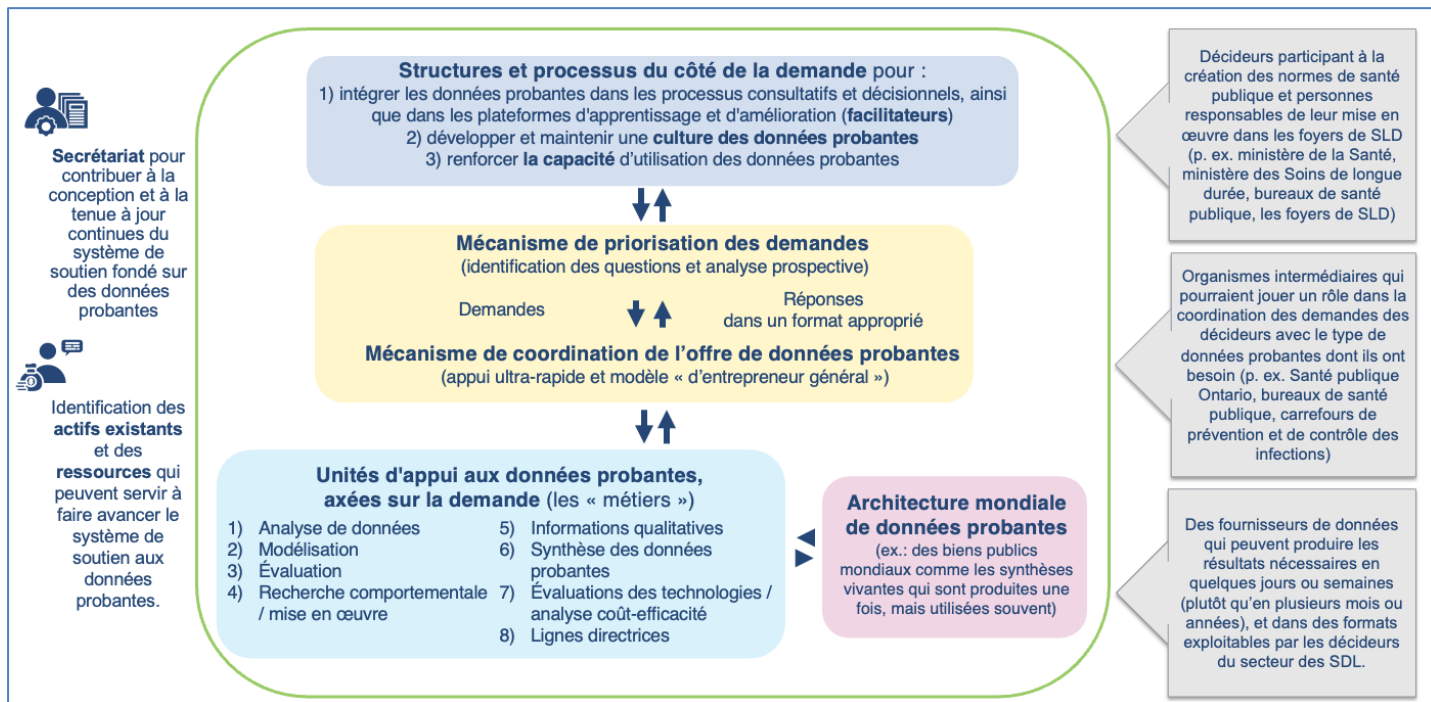 Secrétariat pour
contribuer à la
conception et à la
tenue à jour
continues du
système de
soutien fondé sur
des données
probantes
Identification des
actifs existants
et des
ressources qui
peuvent servir à
faire avancer le
système de
soutien aux
données
probantes.
Structures et processus du côté de la demande pour :
1) intégrer les données probantes dans les processus consultatifs et décisionnels, ainsi
que dans les plateformes d'apprentissage et d'amélioration (facilitateurs)
2) développer et maintenir une culture des données probantes
3) renforcer la capacité d'utilisation des données probantes
Mécanisme de priorisation des demandes
(identification des questions et analyse prospective)
Demandes
Réponses
dans un format approprié
Mécanisme de coordination de l'offre de données probantes
(appui ultra-rapide et modèle « d'entrepreneur général »)
Unités d'appui aux données probantes,
axées sur la demande (les « métiers »)
1) Analyse de données
2) Modélisation
3) Évaluation
4) Recherche comportementale
/ mise en œuvre
5) Informations qualitatives
6) Synthèse des données
probantes
7) Évaluations des technologies /
analyse coût-efficacité
8) Lignes directrices
Architecture mondiale
de données probantes
(ex.: des biens publics
mondiaux comme les synthèses
vivantes qui sont produites une
fois, mais utilisées souvent)
Décideurs participant à la
création des normes de santé
publique et personnes
responsables de leur mise en
œuvre dans les foyers de SLD
(p. ex. ministère de la Santé,
ministère des Soins de longue
durée, bureaux de santé
publique, les foyers de SLD)
Organismes intermédiaires qui
pourraient jouer un rôle dans la
coordination des demandes des
décideurs avec le type de
données probantes dont ils ont
besoin (p. ex. Santé publique
Ontario, bureaux de santé
publique, carrefours de
prévention et de contrôle des
infections)
Des fournisseurs de données
qui peuvent produire les
résultats nécessaires en
quelques jours ou semaines
(plutôt qu'en plusieurs mois ou
années), et dans des formats
exploitables par les décideurs
du secteur des SDL.